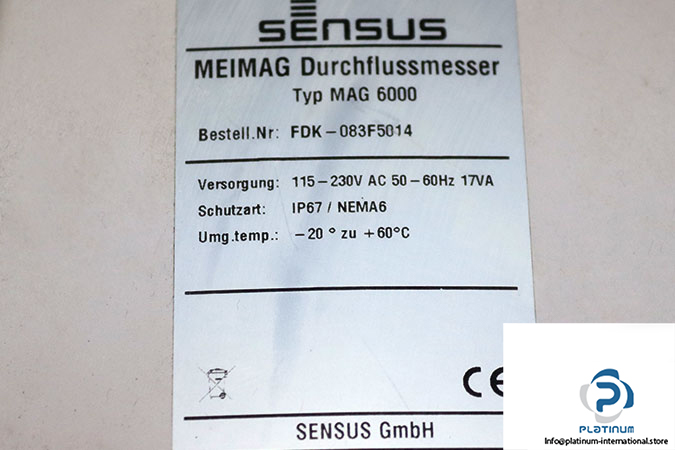 SENSUS
MEIMAG Durchflussmesser
Typ MAG 6000
Bestell.Nr: FDK-083F5014
Versorgung: 115-230V AC 50-60Hz 17VA
Schutzart: IP67 / NEMA6
Umg.temp.: -20 ° zu +60°C
CE
SENSUS GmbH
PLATINUM
Info@platinum-international.store